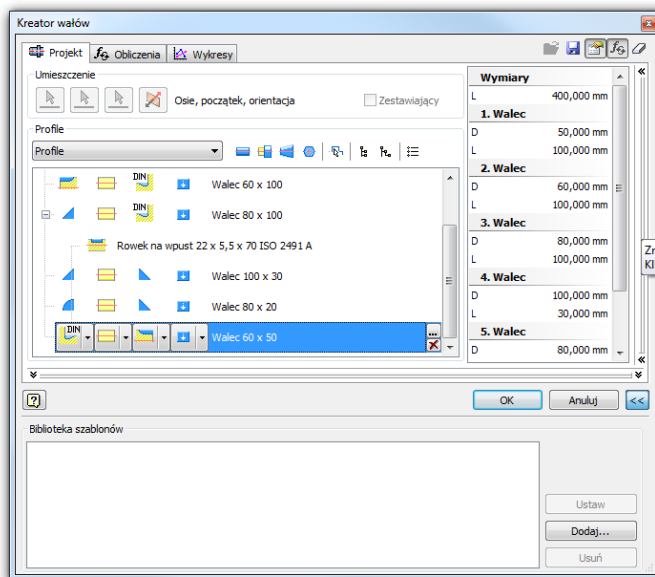 Kreator wałów
Projekt
Obliczenia
Wykresy
Umieszczenie
Osie, początek, orientacja
Zestawiający
Profile
Profile
DIN
Walec 60 x 100
DIN
Walec 80 x 100
Rowek na wpust 22 x 5,5 x 70 ISO 2491 A
Walec 100 x 30
Walec 80 x 20
DIN
Walec 60 x 50
Wymiary
L 400,000 mm
1. Walec
D 50,000 mm
L 100,000 mm
2. Walec
D 60,000 mm
L 100,000 mm
3. Walec
D 80,000 mm
L 100,000 mm
4. Walec
D 100,000 mm
L 30,000 mm
5. Walec
D 80,000 mm
OK
Anuluj
<<
Biblioteka szablonów
Ustaw
Dodaj...
Usuń